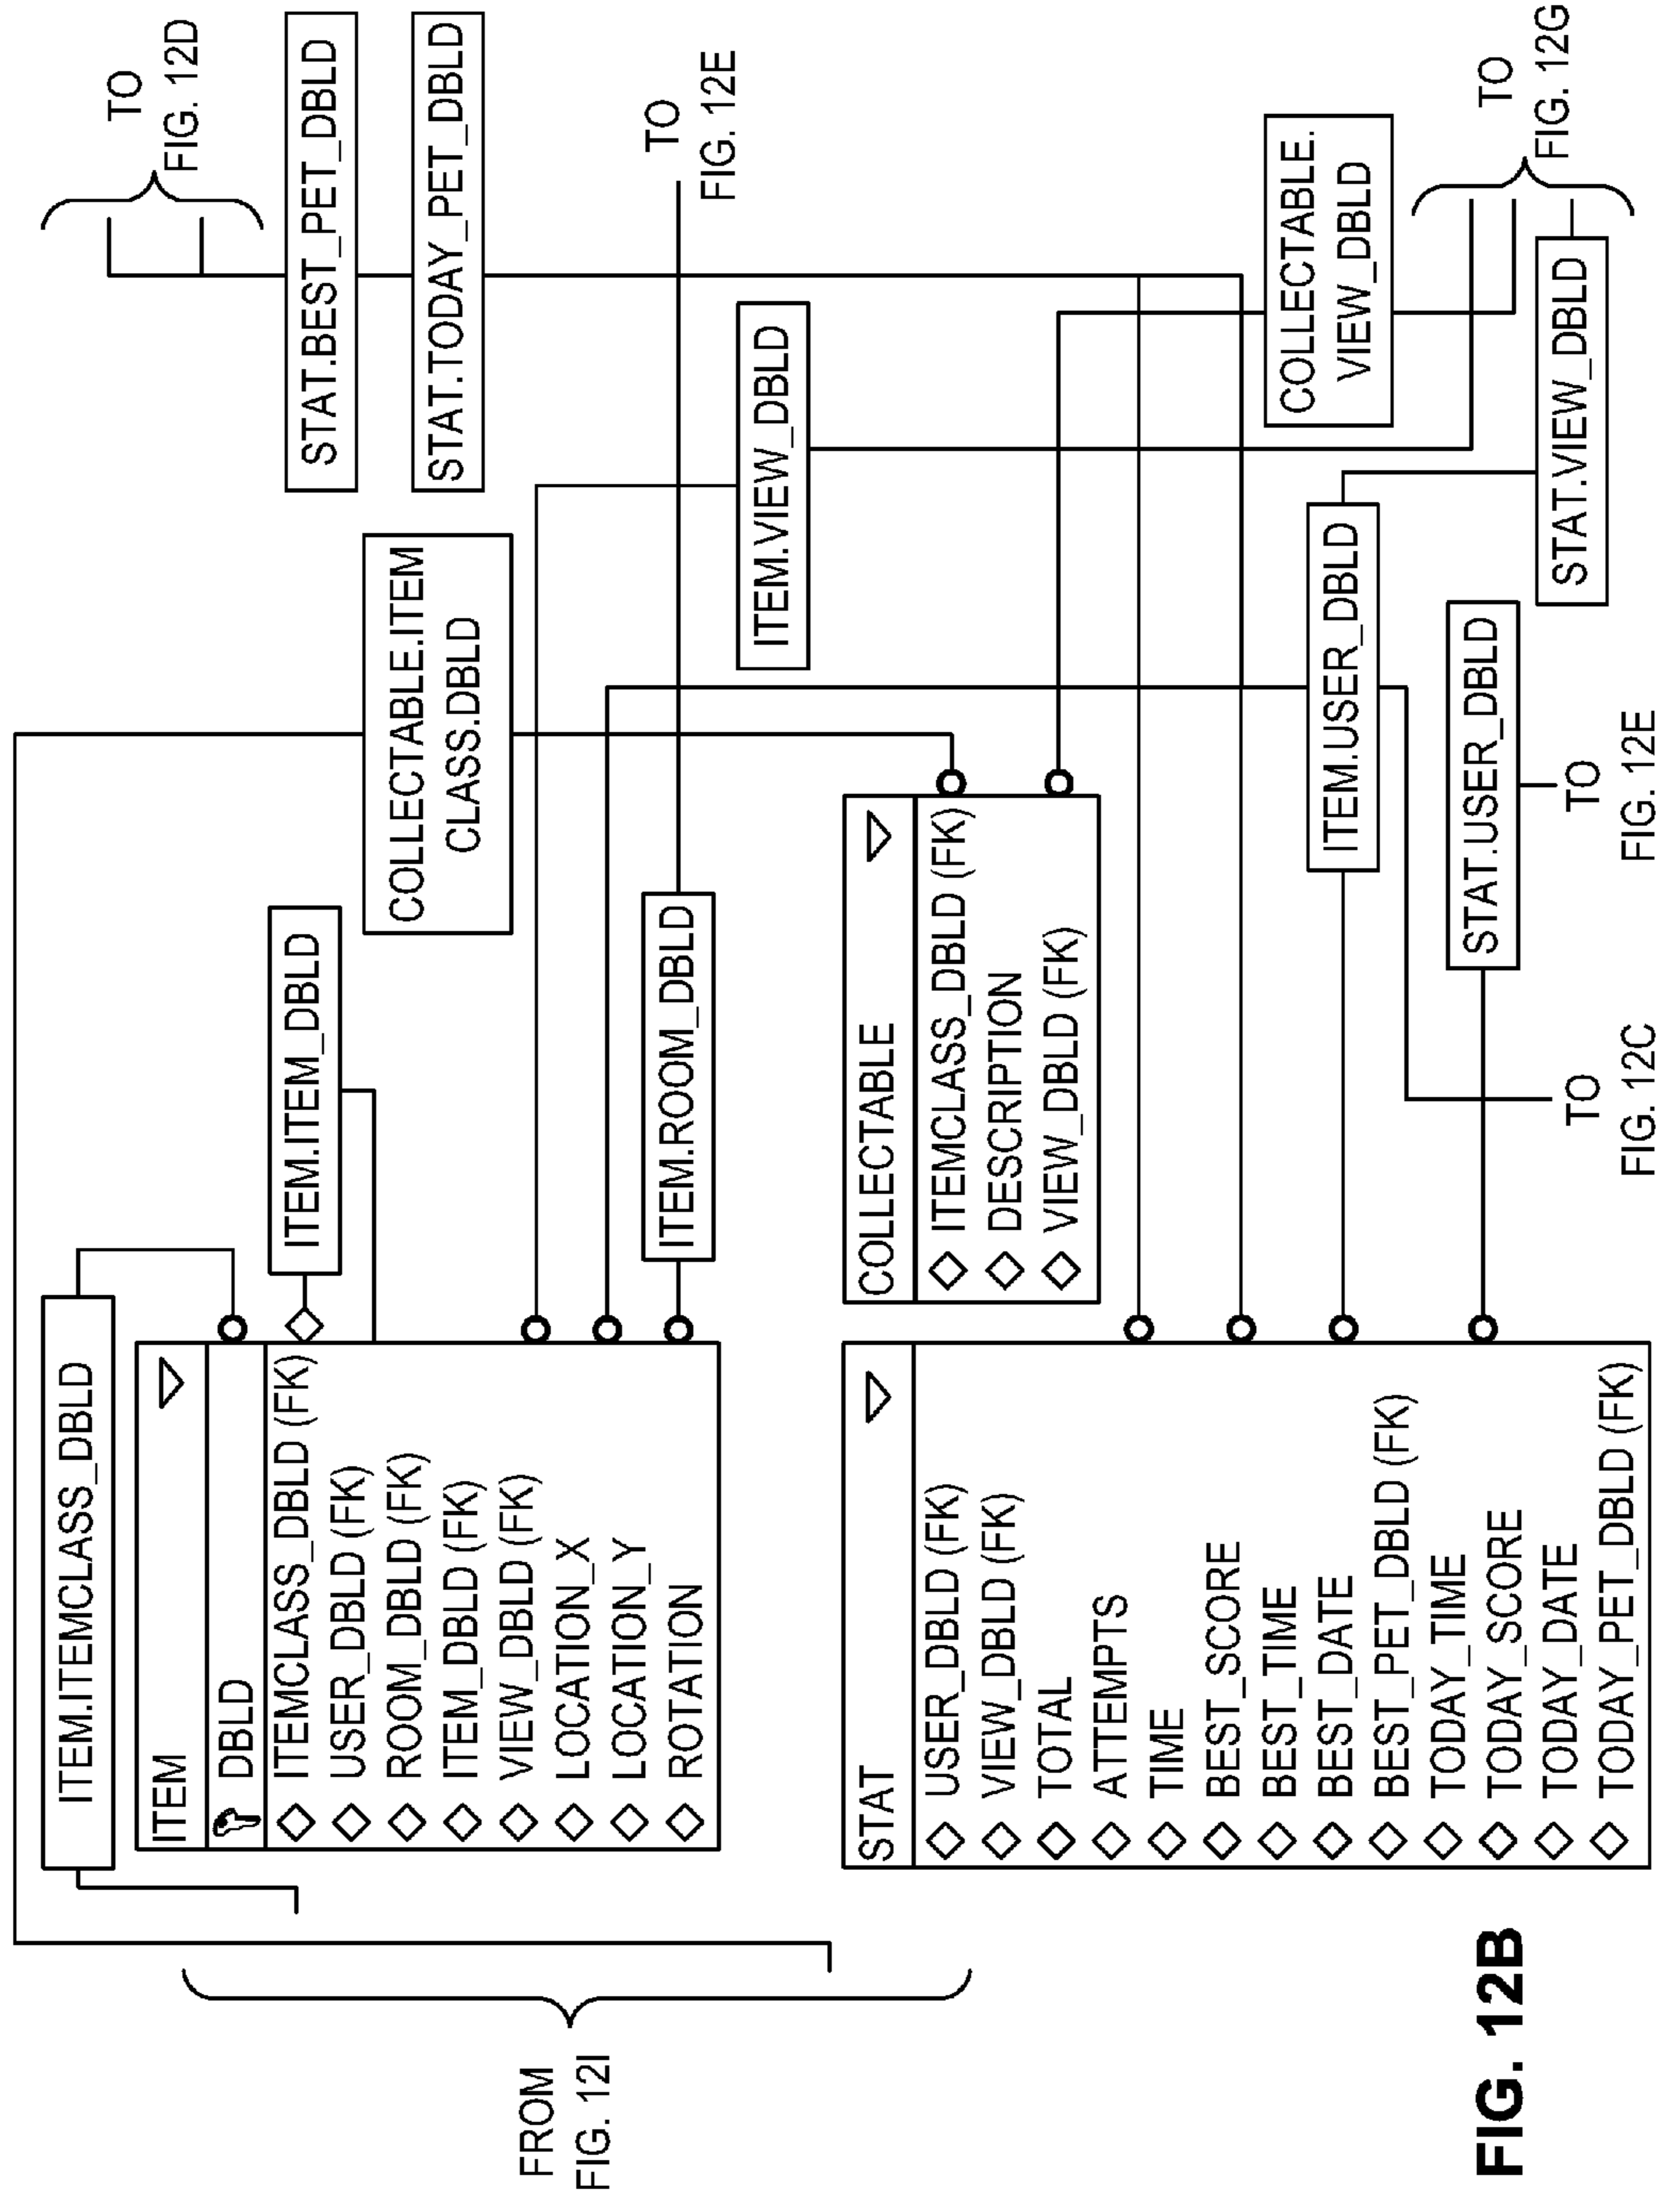 FROM
FIG. 12I
ITEM.ITEMCLASS_DBLD
ITEM
DBLD
ITEMCLASS_DBLD (FK)
USER_DBLD (FK)
ROOM_DBLD (FK)
ITEM_DBLD (FK)
VIEW_DBLD (FK)
LOCATION_X
LOCATION_Y
ROTATION
ITEM.ITEM_DBLD
ITEM.ROOM_DBLD
COLLECTABLE.ITEM
CLASS.DBLD
ITEM.VIEW_DBLD
STAT.BEST_PET_DBLD
STAT.TODAY_PET_DBLD
TO
FIG. 12D
TO
FIG. 12E
COLLECTABLE
ITEMCLASS_DBLD (FK)
DESCRIPTION
VIEW_DBLD (FK)
COLLECTABLE.
VIEW_DBLD
STAT
USER_DBLD (FK)
VIEW_DBLD (FK)
TOTAL
ATTEMPTS
TIME
BEST_SCORE
BEST_TIME
BEST_DATE
BEST_PET_DBLD (FK)
TODAY_TIME
TODAY_SCORE
TODAY_DATE
TODAY_PET_DBLD (FK)
ITEM.USER_DBLD
STAT.USER_DBLD
STAT.VIEW_DBLD
TO
FIG. 12C
TO
FIG. 12E
TO
FIG. 12G
FIG. 12B